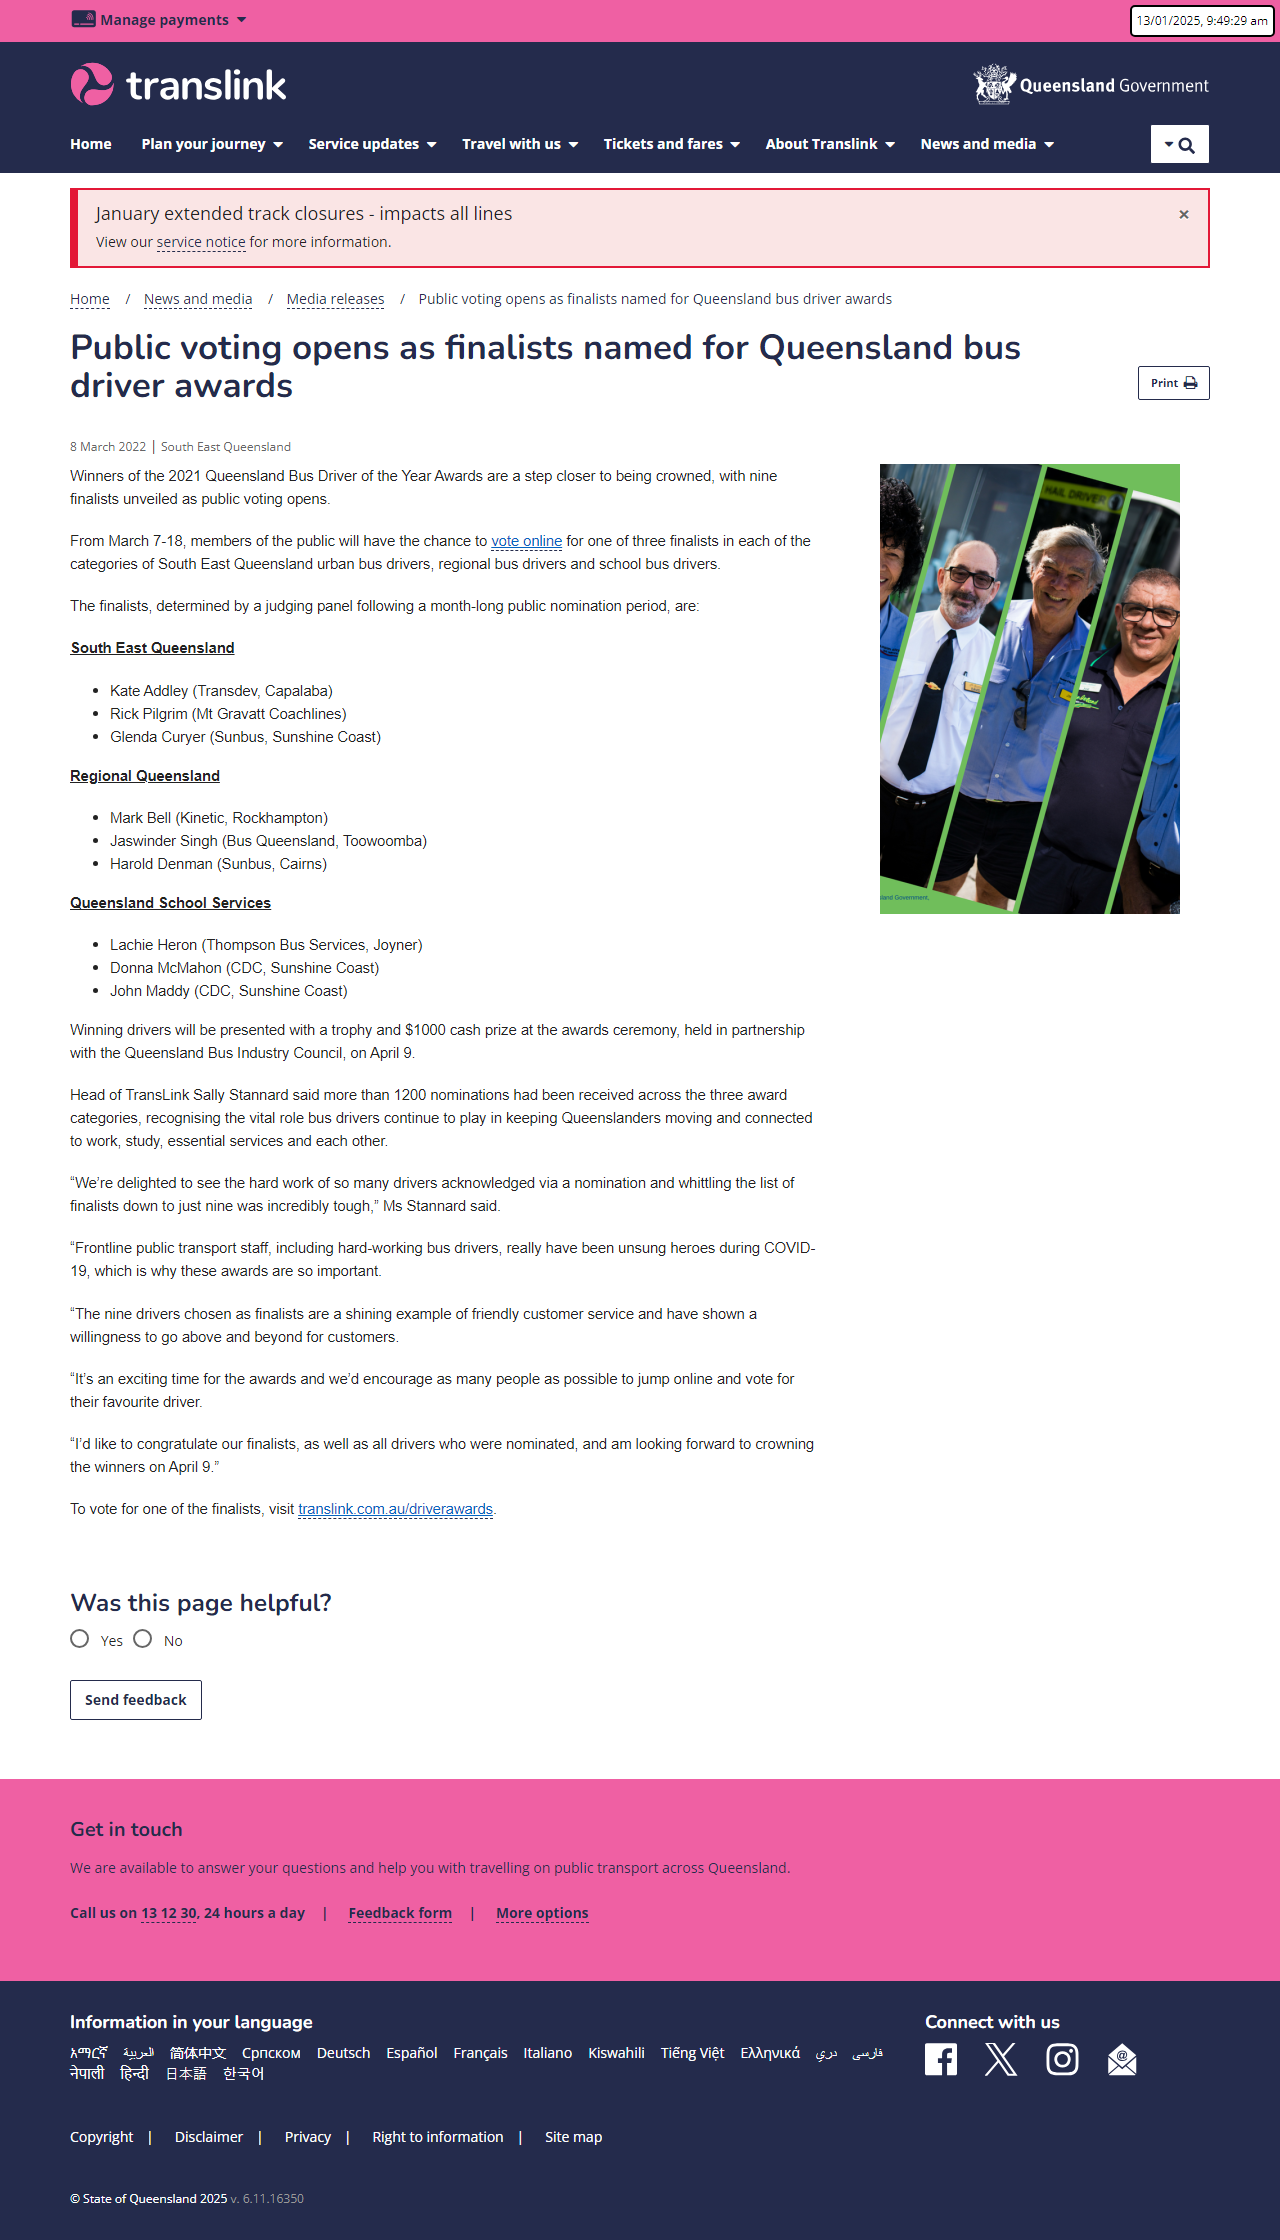 Manage payments
13/01/2025, 9:49:29 am
translink
Queensland Government
Home Plan your journey Service updates Travel with us Tickets and fares About Translink News and media
January extended track closures - impacts all lines
×
View our service notice for more information.
Home / News and media / Media releases / Public voting opens as finalists named for Queensland bus driver awards
Public voting opens as finalists named for Queensland bus
driver awards
Print
8 March 2022 | South East Queensland
Winners of the 2021 Queensland Bus Driver of the Year Awards are a step closer to being crowned, with nine
finalists unveiled as public voting opens.
HAIL DRIVER
From March 7-18, members of the public will have the chance to vote online for one of three finalists in each of the
categories of South East Queensland urban bus drivers, regional bus drivers and school bus drivers.
The finalists, determined by a judging panel following a month-long public nomination period, are:
South East Queensland
• Kate Addley (Transdev, Capalaba)
• Rick Pilgrim (Mt Gravatt Coachlines)
• Glenda Curyer (Sunbus, Sunshine Coast)
Regional Queensland
• Mark Bell (Kinetic, Rockhampton)
• Jaswinder Singh (Bus Queensland, Toowoomba)
• Harold Denman (Sunbus, Cairns)
land Government,
Queensland School Services
• Lachie Heron (Thompson Bus Services, Joyner)
• Donna McMahon (CDC, Sunshine Coast)
• John Maddy (CDC, Sunshine Coast)
Winning drivers will be presented with a trophy and $1000 cash prize at the awards ceremony, held in partnership
with the Queensland Bus Industry Council, on April 9.
Head of TransLink Sally Stannard said more than 1200 nominations had been received across the three award
categories, recognising the vital role bus drivers continue to play in keeping Queenslanders moving and connected
to work, study, essential services and each other.
“We’re delighted to see the hard work of so many drivers acknowledged via a nomination and whittling the list of
finalists down to just nine was incredibly tough,” Ms Stannard said.
“Frontline public transport staff, including hard-working bus drivers, really have been unsung heroes during COVID-
19, which is why these awards are so important.
“The nine drivers chosen as finalists are a shining example of friendly customer service and have shown a
willingness to go above and beyond for customers.
“It’s an exciting time for the awards and we’d encourage as many people as possible to jump online and vote for
their favourite driver.
“I’d like to congratulate our finalists, as well as all drivers who were nominated, and am looking forward to crowning
the winners on April 9.”
To vote for one of the finalists, visit translink.com.au/driverawards.
Was this page helpful?
Yes No
Send feedback
Get in touch
We are available to answer your questions and help you with travelling on public transport across Queensland.
Call us on 13 12 30, 24 hours a day | Feedback form | More options
Information in your language
Connect with us
አማርኛ العربية 简体中文 Српском Deutsch Español Français Italiano Kiswahili Tiếng Việt Ελληνικά دري فارسی
नेपाली हिन्दी 日本語 한국어
Copyright | Disclaimer | Privacy | Right to information | Site map
© State of Queensland 2025 v. 6.11.16350